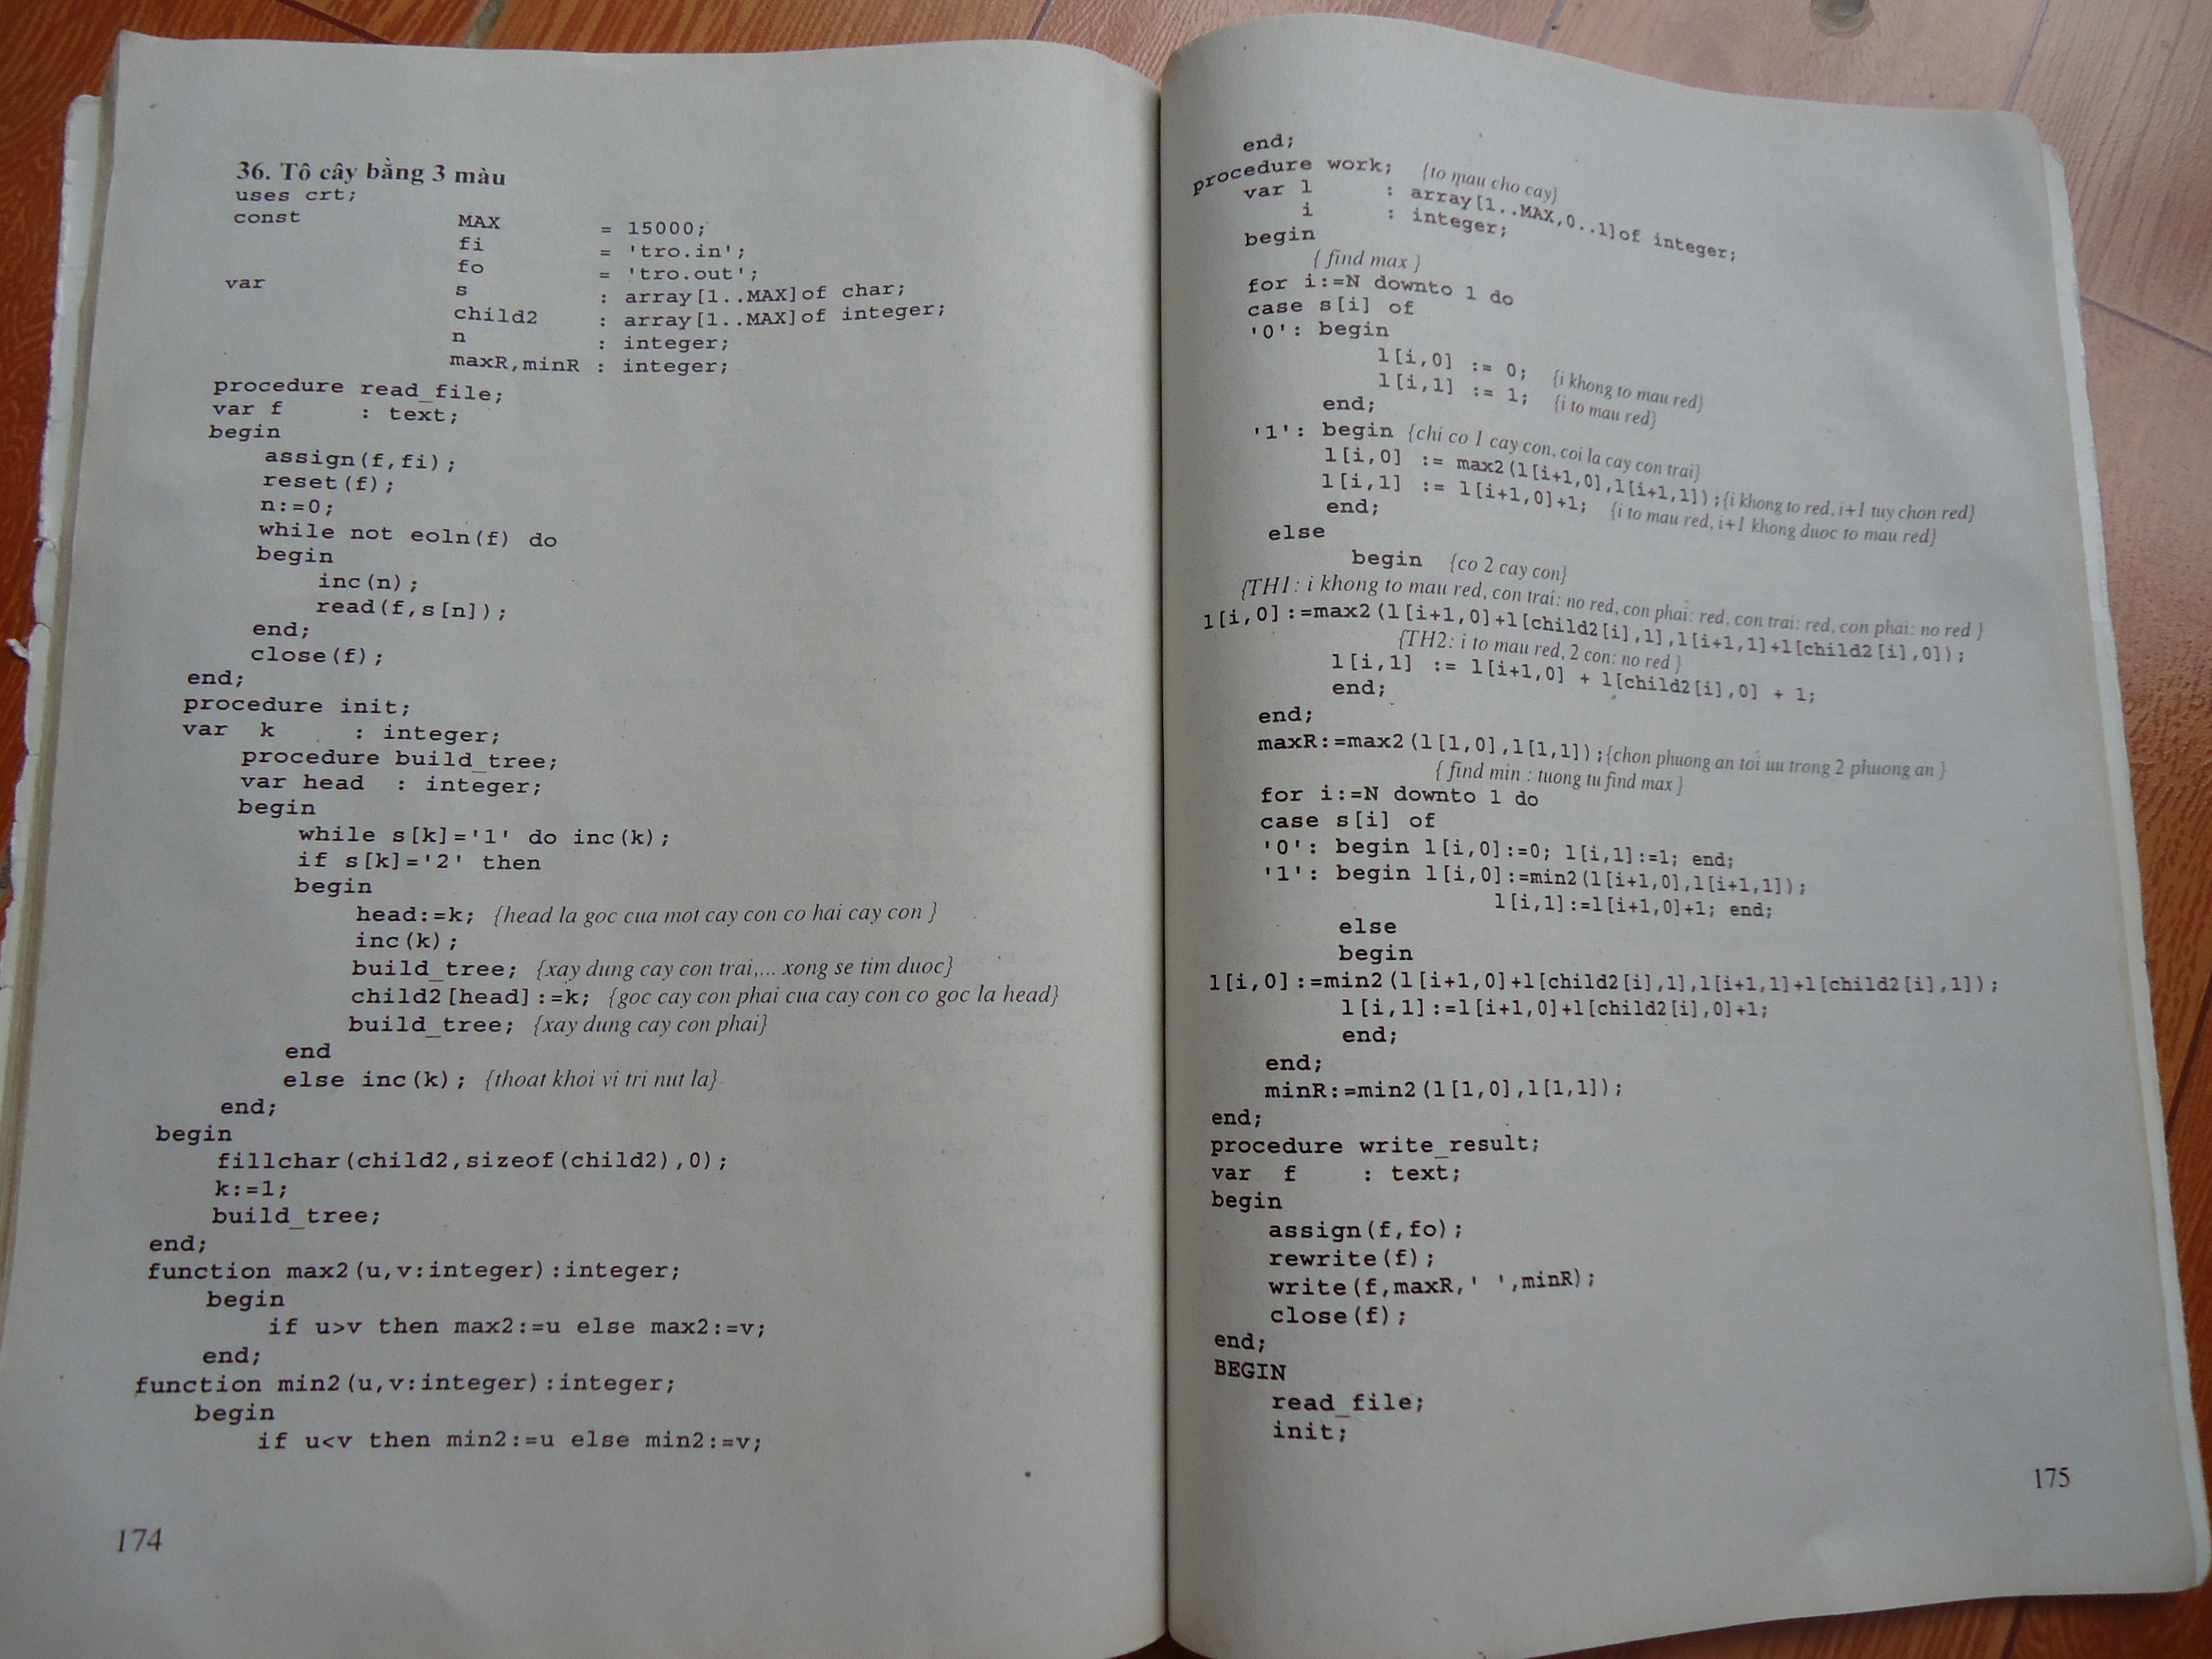 36. Tô cây bằng 3 màu
uses crt;
const MAX = 15000;
fi = 'tro.in';
fo = 'tro.out';
var s : array[1..MAX]of char;
child2 : array[1..MAX]of integer;
n : integer;
maxR,minR : integer;
procedure read_file;
var f : text;
begin
assign(f,fi);
reset(f);
n:=0;
while not eoln(f) do
begin
inc(n);
read(f,s[n]);
end;
close(f);
end;
procedure init;
var k : integer;
procedure build_tree;
var head : integer;
begin
while s[k]='1' do inc(k);
if s[k]='2' then
begin
head:=k; {head la goc cua mot cay con co hai cay con }
inc(k);
build_tree; {xay dung cay con trai,... xong se tim duoc}
child2[head]:=k; {goc cay con phai cua cay con co goc la head}
build_tree; {xay dung cay con phai}
end
else inc(k); {thoat khoi vi tri nut la}
end;
begin
fillchar(child2,sizeof(child2),0);
k:=1;
build_tree;
end;
function max2(u,v:integer):integer;
begin
if u>v then max2:=u else max2:=v;
end;
function min2(u,v:integer):integer;
begin
if u<v then min2:=u else min2:=v;
174
end;
procedure work; {to mau cho cay}
var l : array[1..MAX,0..1]of integer;
i : integer;
begin
{ find max }
for i:=N downto 1 do
case s[i] of
'0': begin
l[i,0] := 0; {i khong to mau red}
l[i,1] := 1; {i to mau red}
end;
'1': begin {chi co 1 cay con, coi la cay con trai}
l[i,0] := max2(l[i+1,0],l[i+1,1]);{i khong to red, i+1 tuy chon red}
l[i,1] := l[i+1,0]+1; {i to mau red, i+1 khong duoc to mau red}
end;
else
begin {co 2 cay con}
{TH1: i khong to mau red, con trai: no red, con phai: red, con trai: red, con phai: no red }
l[i,0]:=max2(l[i+1,0]+l[child2[i],1],l[i+1,1]+l[child2[i],0]);
{TH2: i to mau red, 2 con: no red }
l[i,1] := l[i+1,0] + l[child2[i],0] + 1;
end;
end;
maxR:=max2(l[1,0],l[1,1]);{chon phuong an toi uu trong 2 phuong an }
{ find min : tuong tu find max }
for i:=N downto 1 do
case s[i] of
'0': begin l[i,0]:=0; l[i,1]:=1; end;
'1': begin l[i,0]:=min2(l[i+1,0],l[i+1,1]);
l[i,1]:=l[i+1,0]+1; end;
else
begin
l[i,0]:=min2(l[i+1,0]+l[child2[i],1],l[i+1,1]+l[child2[i],1]);
l[i,1]:=l[i+1,0]+l[child2[i],0]+1;
end;
end;
minR:=min2(l[1,0],l[1,1]);
end;
procedure write_result;
var f : text;
begin
assign(f,fo);
rewrite(f);
write(f,maxR,' ',minR);
close(f);
end;
BEGIN
read_file;
init;
175